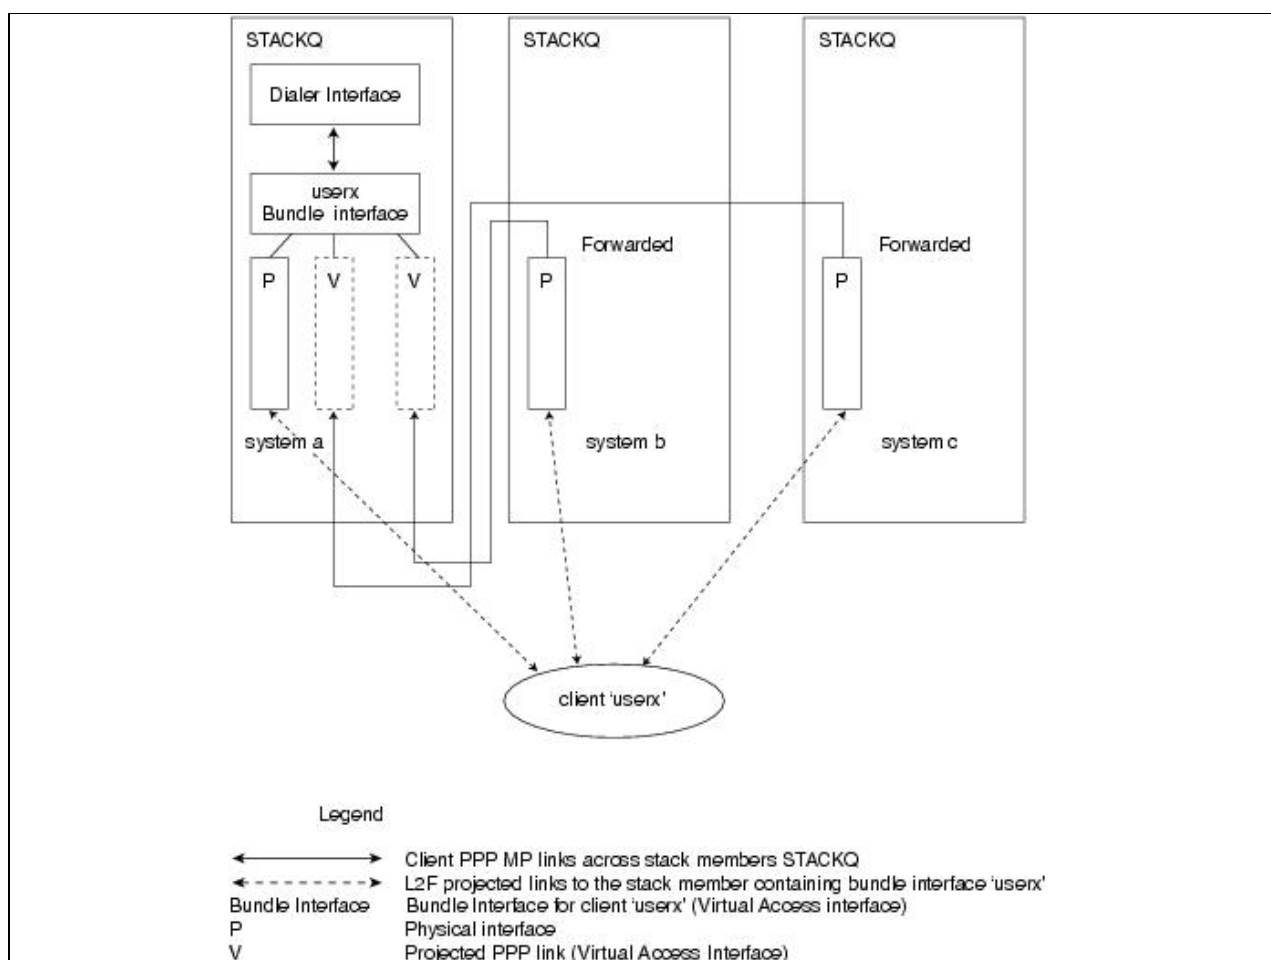 STACKQ
STACKQ
STACKQ
Dialer Interface
userx
Bundle interface
Forwarded
Forwarded
P
V
V
P
P
system a
system b
system c
client ‘userx’
Legend
Client PPP MP links across stack members STACKQ
L2F projected links to the stack member containing bundle interface ‘userx’
Bundle Interface Bundle Interface for client ‘userx’ (Virtual Access interface)
P Physical interface
V Projected PPP link (Virtual Access Interface)